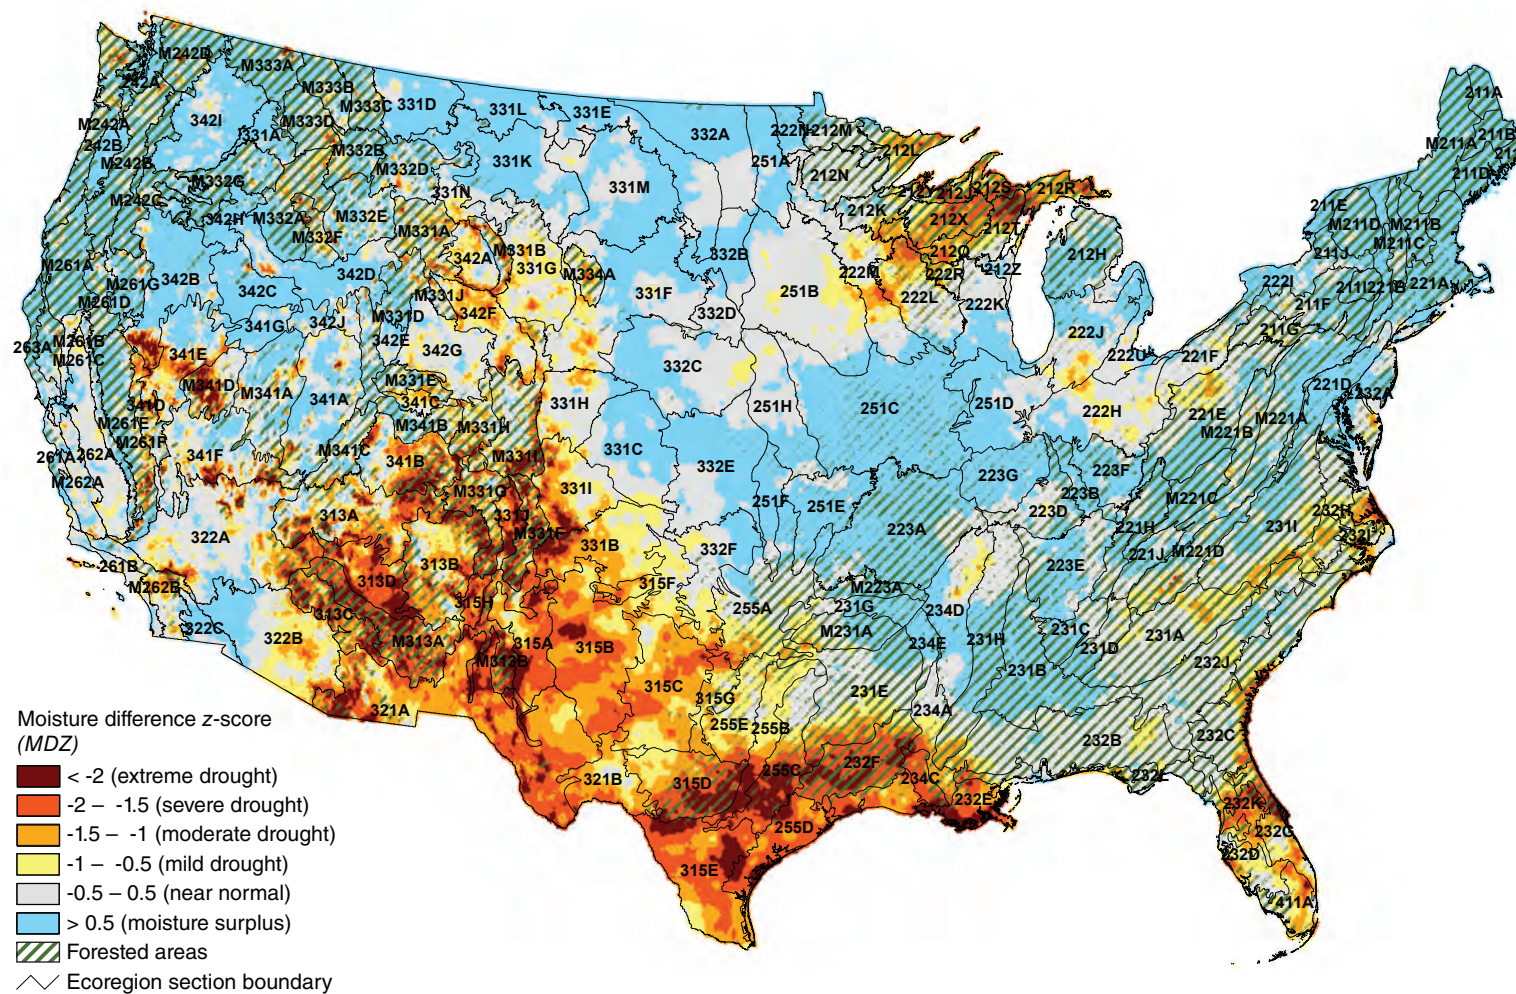 M242D
M333A
M333B
M333C
331D
331L
331E
332A
222N
212M
212L
211A
242A
342I
M242A
M333D
331A
242B
M242B
M332B
M332D
331K
251A
212N
M211A
211B
211D
M332G
331N
331M
212Y
212J
212S
212R
M242C
342H
M332A
M332E
M332F
M331A
212K
212X
212T
211E
M211D
M211B
M211C
342A
M331B
331G
M334A
332B
212Q
212Z
212H
211J
M261A
M261G
342B
342D
342C
M261D
M331J
342F
331F
332D
251B
222M
222R
222L
222K
222I
211I
221B
221A
211F
263A
M261B
M261C
341G
342J
M331D
342E
342G
222J
222U
211G
221F
341E
M341D
341D
M341A
341A
M331E
341C
331H
332C
251H
251C
251D
222H
221E
221D
232A
M221A
M221B
M261E
M261F
M341B
M331H
261A
262A
341F
M341C
341B
M331I
331C
332E
M262A
M331G
331I
251F
251E
223G
223F
223B
M221C
313A
331J
M331F
322A
331B
332F
223A
223D
221H
231I
232H
232I
261B
M262B
313B
313D
315F
221J
M221D
223E
322C
322B
313C
315H
M313A
M313B
315A
315B
255A
M223A
231G
234D
M231A
234E
231H
231C
231D
231A
232J
231B
321A
315C
315G
255E
255B
231E
234A
232B
232C
232L
321B
315D
255C
232F
234C
232E
255D
315E
232K
232G
232D
411A
Moisture difference z-score
(MDZ)
< -2 (extreme drought)
-2 – -1.5 (severe drought)
-1.5 – -1 (moderate drought)
-1 – -0.5 (mild drought)
-0.5 – 0.5 (near normal)
> 0.5 (moisture surplus)
Forested areas
Ecoregion section boundary